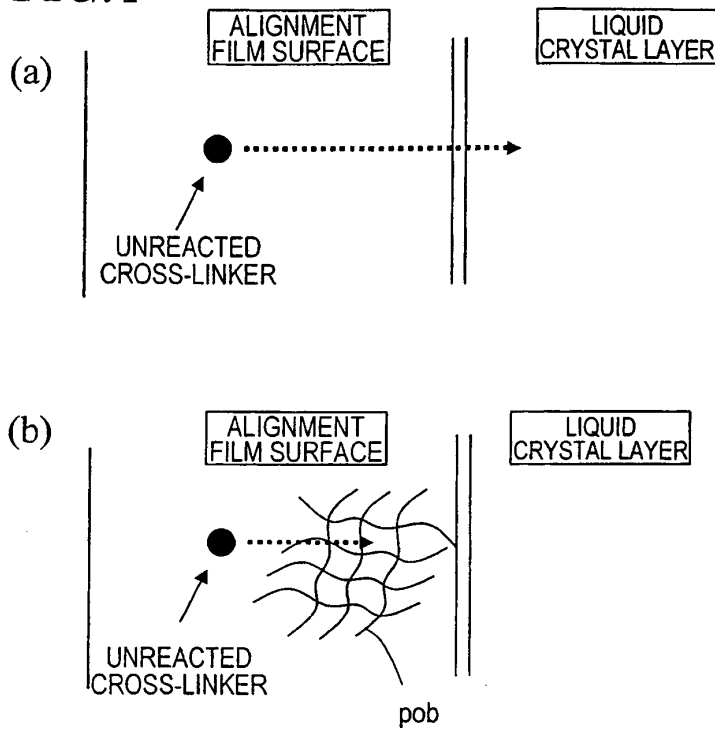 (a)
ALIGNMENT
FILM SURFACE
LIQUID
CRYSTAL LAYER
UNREACTED
CROSS-LINKER
(b)
ALIGNMENT
FILM SURFACE
LIQUID
CRYSTAL LAYER
UNREACTED
CROSS-LINKER
pob